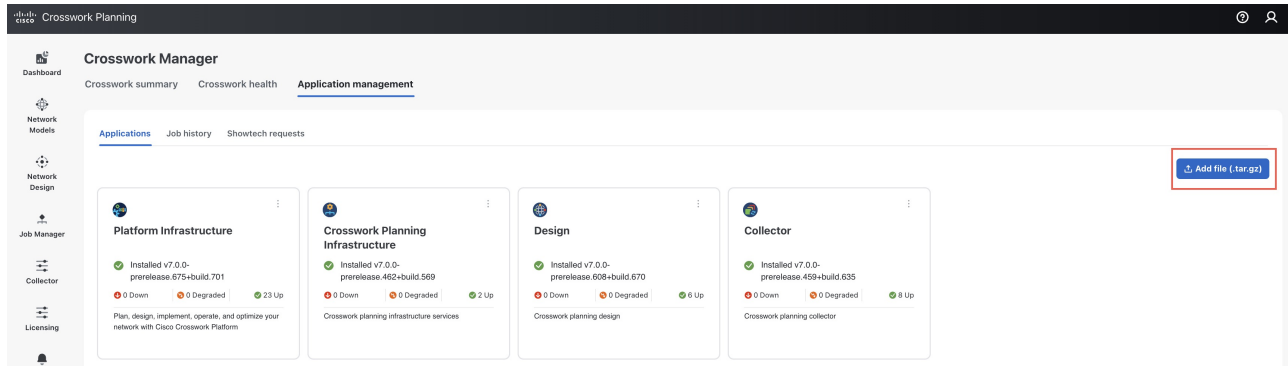 cisco Crosswork Planning
Dashboard
Network
Models
Network
Design
Job Manager
Collector
Licensing
Crosswork Manager
Crosswork summary Crosswork health Application management
Applications Job history Showtech requests
Add file (.tar.gz)
Platform Infrastructure
Installed v7.0.0-
prerelease.675+build.701
0 Down 0 Degraded 23 Up
Plan, design, implement, operate, and optimize your
network with Cisco Crosswork Platform
Crosswork Planning
Infrastructure
Installed v7.0.0-
prerelease.462+build.569
0 Down 0 Degraded 2 Up
Crosswork planning infrastructure services
Design
Installed v7.0.0-
prerelease.608+build.670
0 Down 0 Degraded 6 Up
Crosswork planning design
Collector
Installed v7.0.0-
prerelease.459+build.635
0 Down 0 Degraded 8 Up
Crosswork planning collector